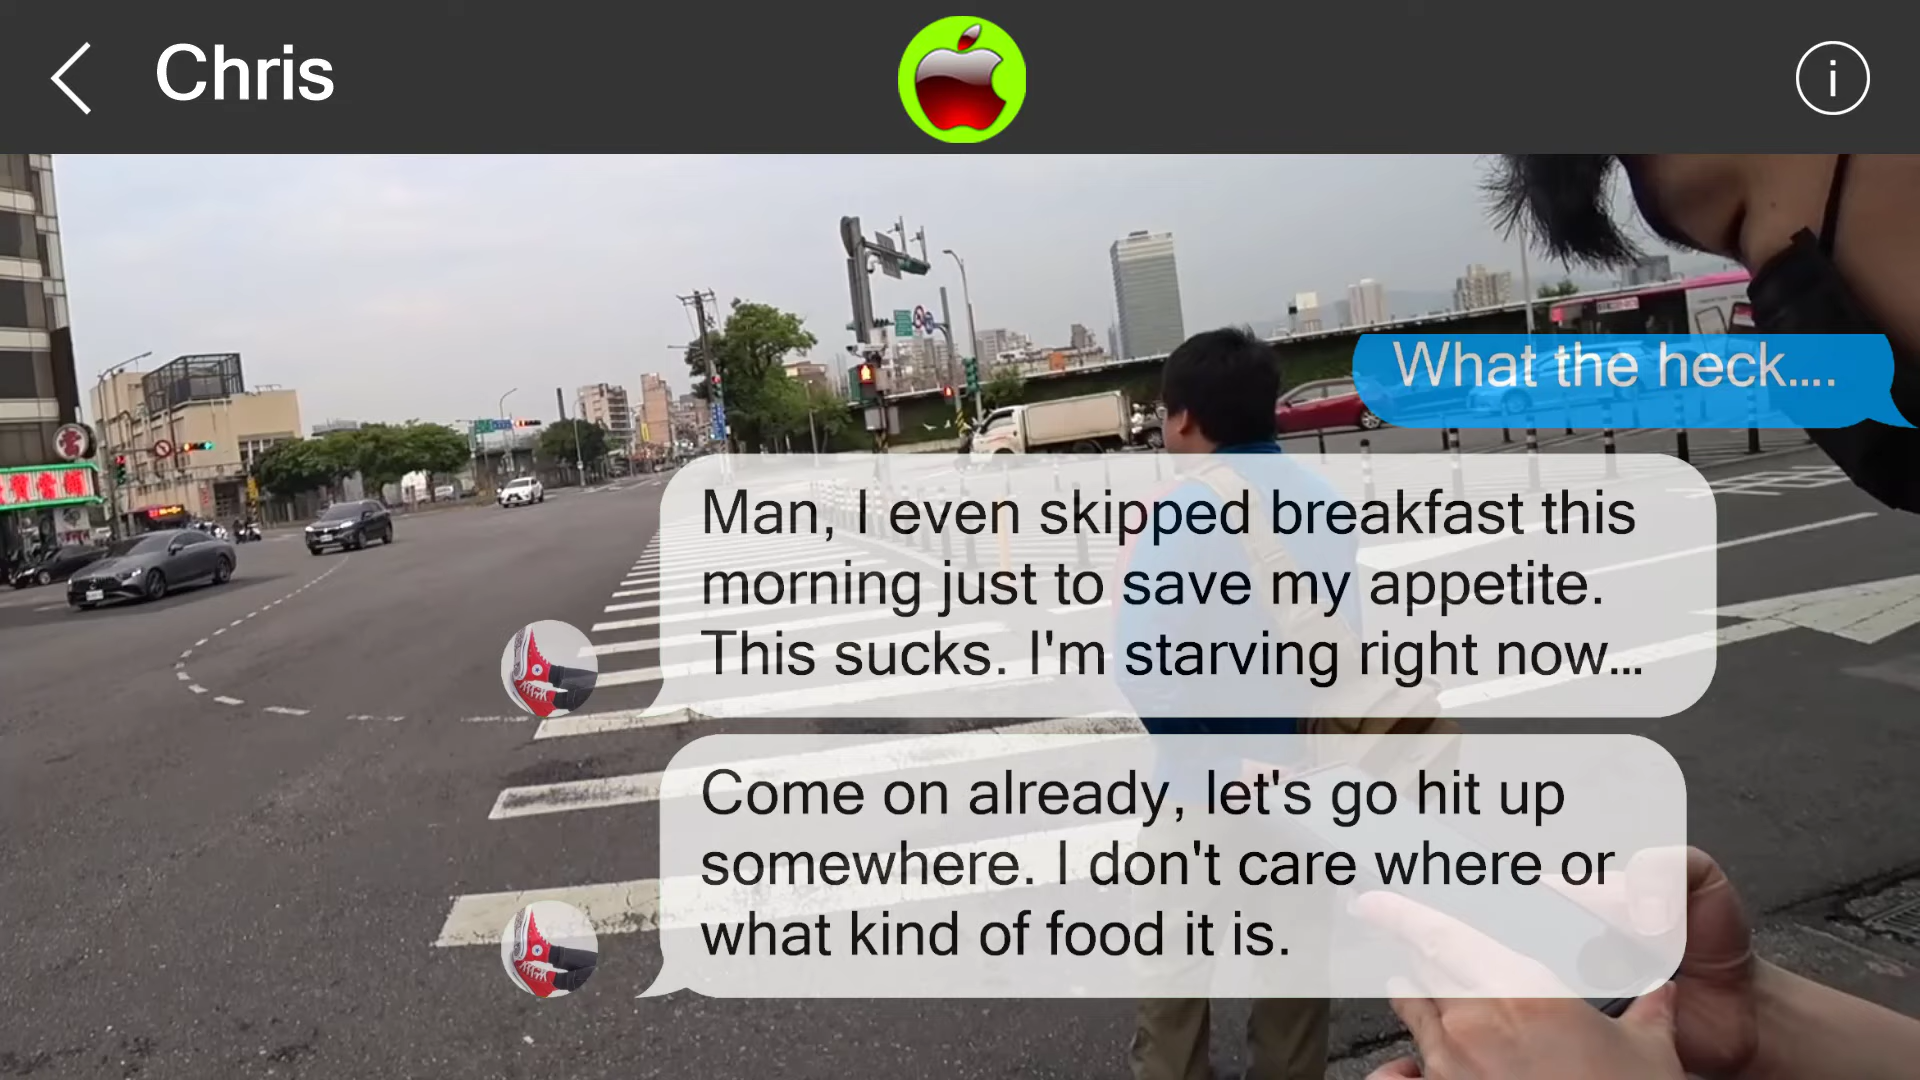 Chris
i
What the heck....
Man, I even skipped breakfast this
morning just to save my appetite.
This sucks. I'm starving right now...
Come on already, let's go hit up
somewhere. I don't care where or
what kind of food it is.